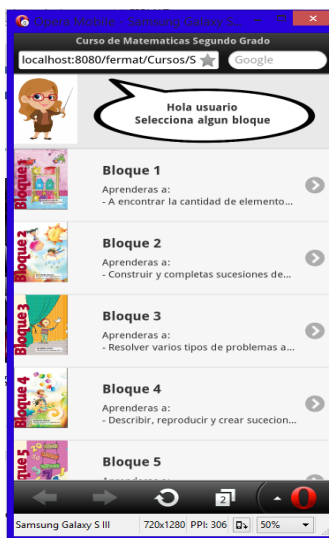 Opera Mobile - Samsung Galaxy S...
Curso de Matematicas Segundo Grado
localhost:8080/fermat/Cursos/S
Google
Hola usuario
Selecciona algun bloque
Bloque 1
Bloque 1
Aprenderas a:
- A encontrar la cantidad de elemento...
Bloque 2
Bloque 2
Aprenderas a:
- Construir y completas sucesiones de...
Bloque 3
Bloque 3
Aprenderas a:
- Resolver varios tipos de problemas a...
Bloque 4
Bloque 4
Aprenderas a:
- Describir, reproducir y crear sucecion...
Bloque 5
Bloque 5
2
Samsung Galaxy S III
720x1280 PPI: 306
50%